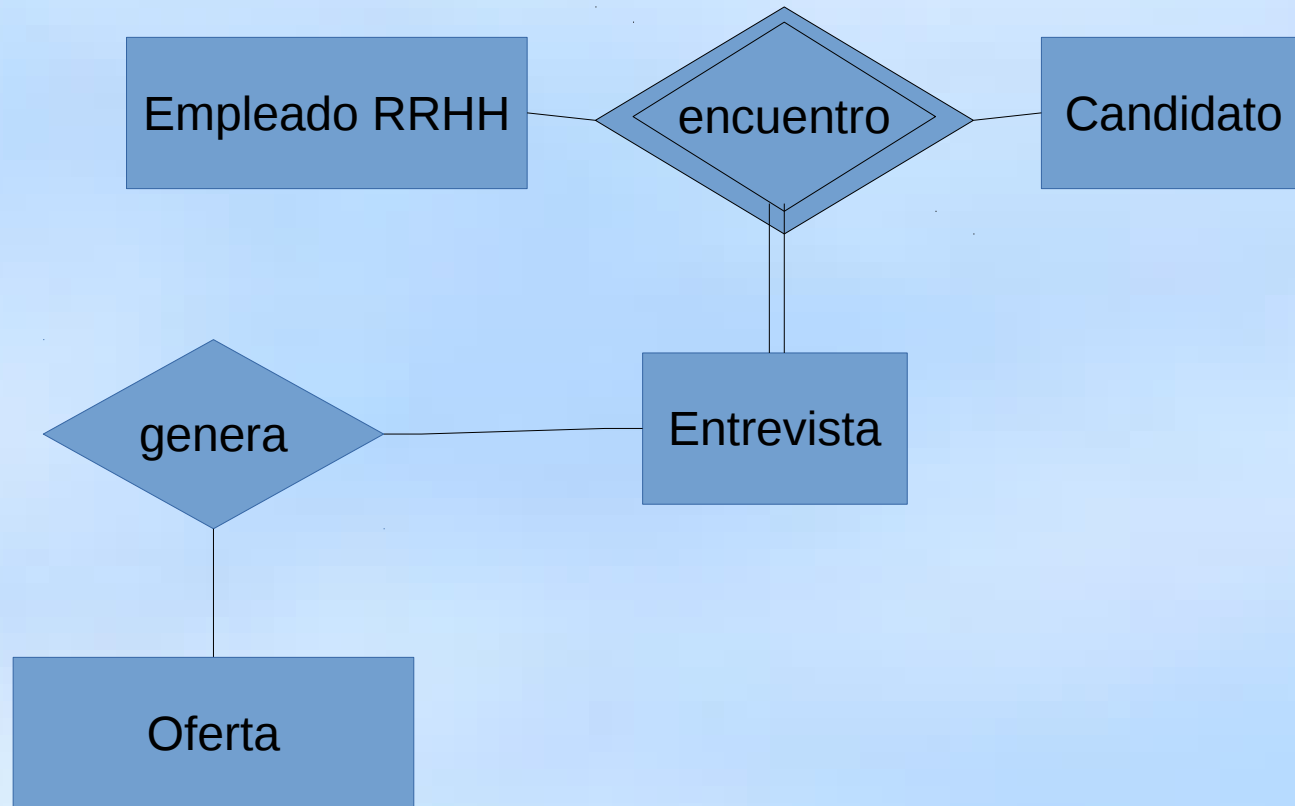 Empleado RRHH
encuentro
Candidato
genera
Entrevista
Oferta